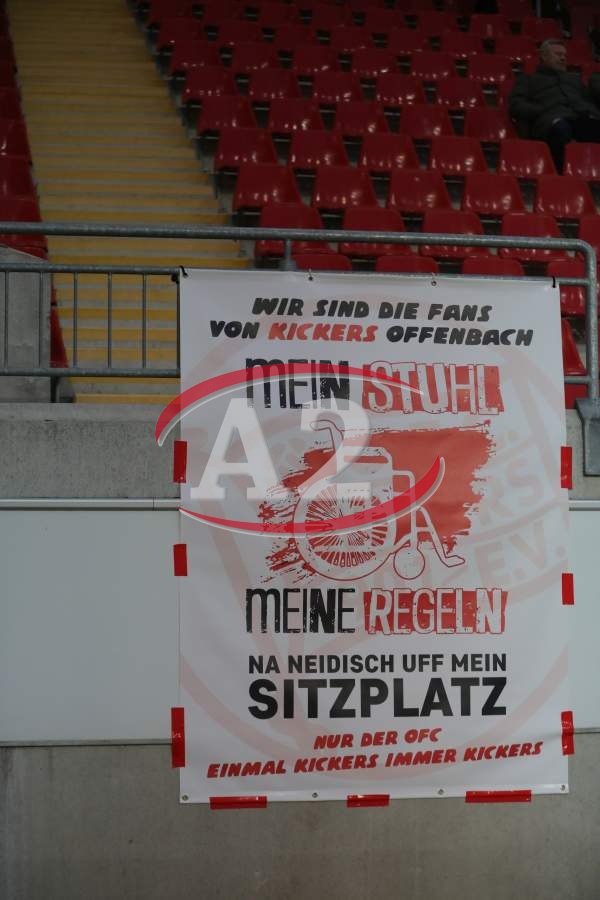 WIR SIND DIE FANS
VON KICKERS OFFENBACH
MEIN STUHL
A2
MEINE REGELN
NA NEIDISCH UFF MEIN
SITZPLATZ
NUR DER OFC
EINMAL KICKERS IMMER KICKERS
E.V.